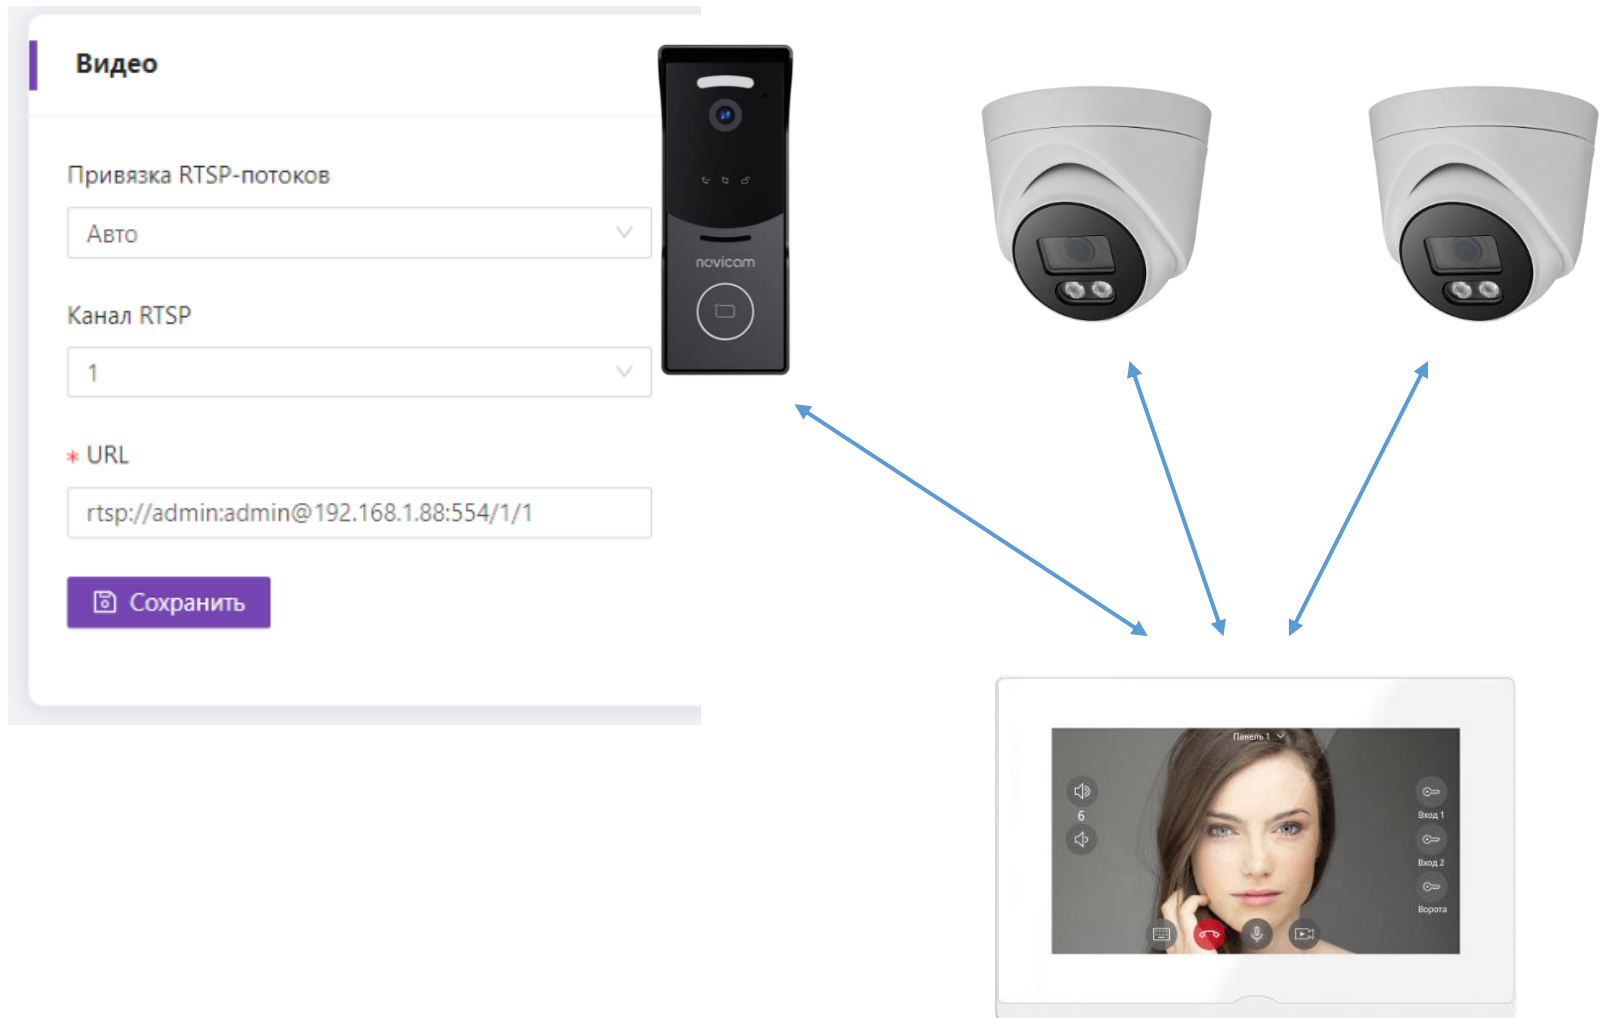 Видео
Привязка RTSP-потоков
Авто
Канал RTSP
1
* URL
rtsp://admin:admin@192.168.1.88:554/1/1
Сохранить
novicam
Панель 1
6
Вход 1
Вход 2
Ворота